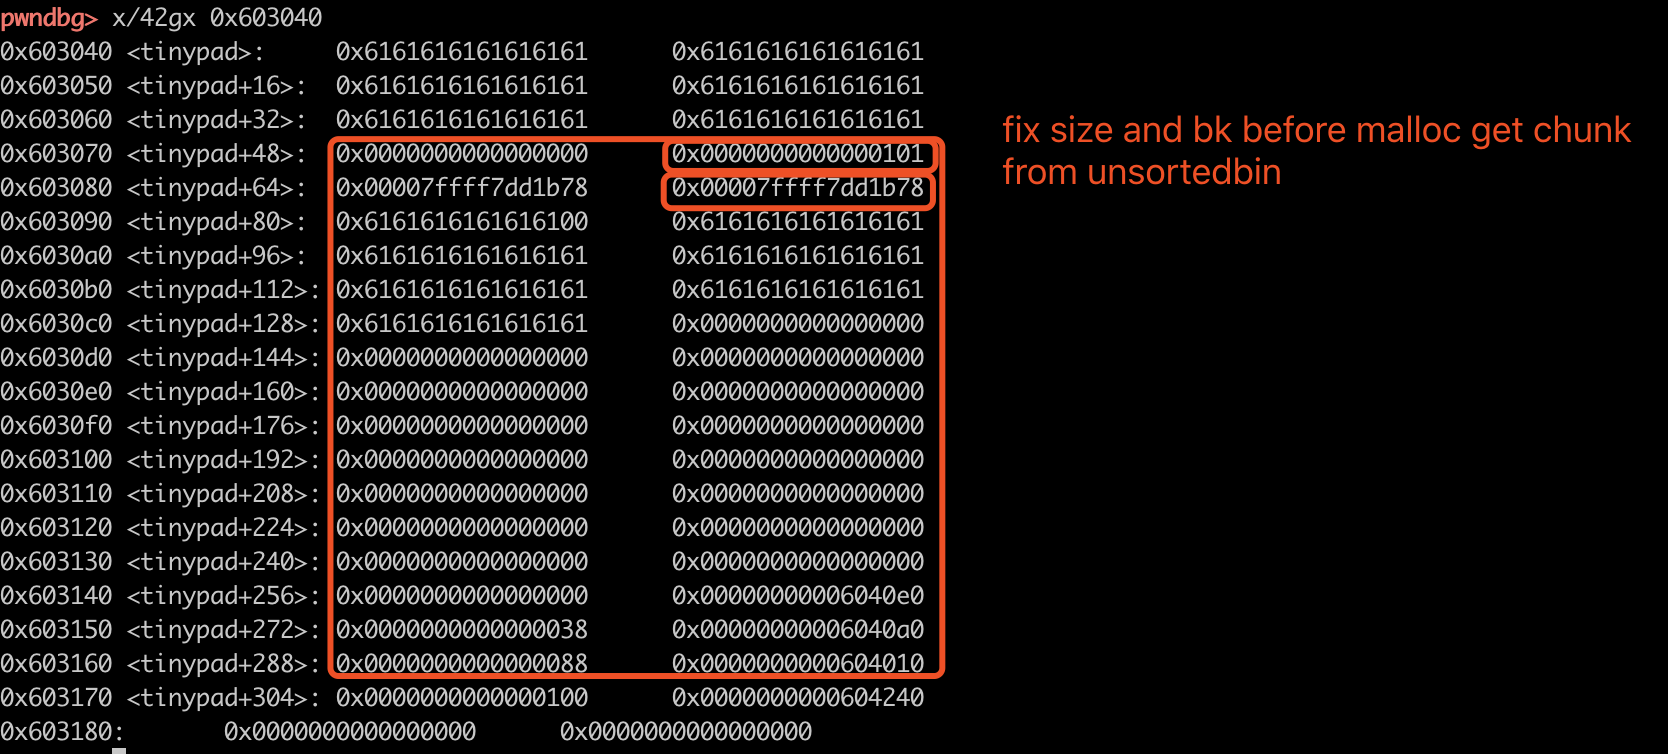 pwndbg> x/42gx 0x603040
0x603040 <tinypad>: 0x6161616161616161 0x6161616161616161
0x603050 <tinypad+16>: 0x6161616161616161 0x6161616161616161
0x603060 <tinypad+32>: 0x6161616161616161 0x6161616161616161
0x603070 <tinypad+48>: 0x0000000000000000 0x0000000000000101
0x603080 <tinypad+64>: 0x00007ffff7dd1b78 0x00007ffff7dd1b78
0x603090 <tinypad+80>: 0x6161616161616100 0x6161616161616161
0x6030a0 <tinypad+96>: 0x6161616161616161 0x6161616161616161
0x6030b0 <tinypad+112>: 0x6161616161616161 0x6161616161616161
0x6030c0 <tinypad+128>: 0x6161616161616161 0x0000000000000000
0x6030d0 <tinypad+144>: 0x0000000000000000 0x0000000000000000
0x6030e0 <tinypad+160>: 0x0000000000000000 0x0000000000000000
0x6030f0 <tinypad+176>: 0x0000000000000000 0x0000000000000000
0x603100 <tinypad+192>: 0x0000000000000000 0x0000000000000000
0x603110 <tinypad+208>: 0x0000000000000000 0x0000000000000000
0x603120 <tinypad+224>: 0x0000000000000000 0x0000000000000000
0x603130 <tinypad+240>: 0x0000000000000000 0x0000000000000000
0x603140 <tinypad+256>: 0x0000000000000000 0x00000000006040e0
0x603150 <tinypad+272>: 0x0000000000000038 0x00000000006040a0
0x603160 <tinypad+288>: 0x0000000000000088 0x0000000000604010
0x603170 <tinypad+304>: 0x0000000000000100 0x0000000000604240
0x603180: 0x0000000000000000 0x0000000000000000
fix size and bk before malloc get chunk
from unsortedbin